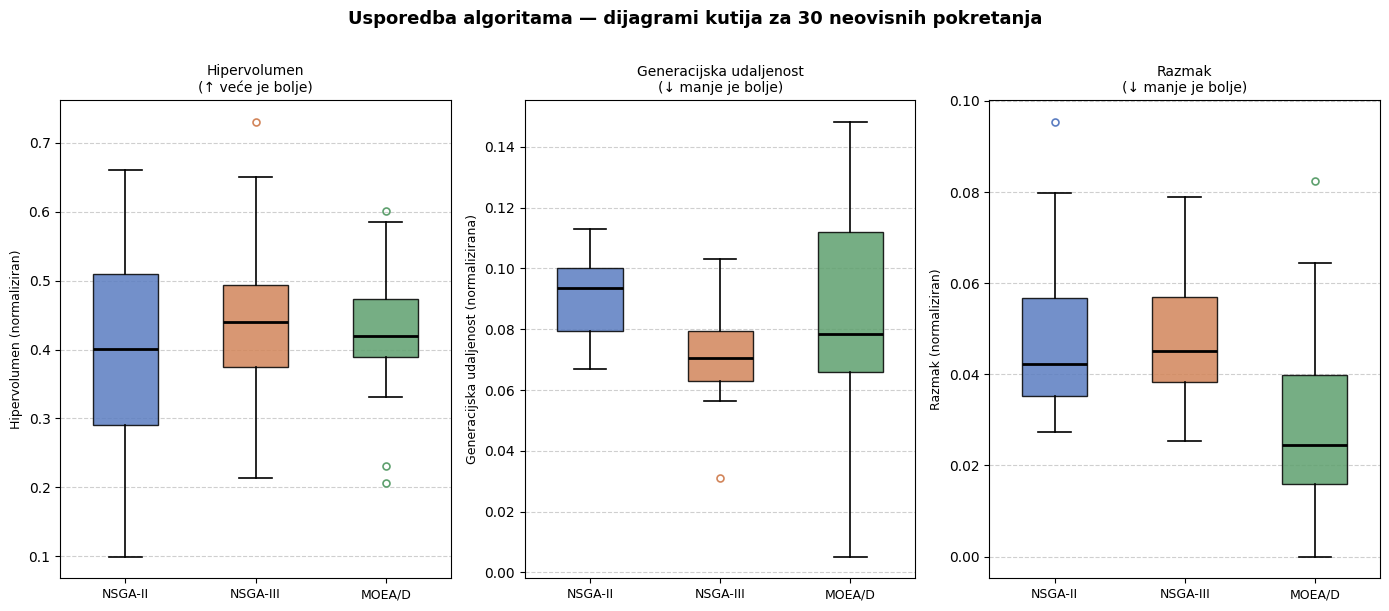 Usporedba algoritama — dijagrami kutija za 30 neovisnih pokretanja
Hipervolumen
(↑ veće je bolje)
Hipervolumen (normaliziran)
0.7
0.6
0.5
0.4
0.3
0.2
0.1
NSGA-II
NSGA-III
MOEA/D
Generacijska udaljenost
(↓ manje je bolje)
Generacijska udaljenost (normalizirana)
0.14
0.12
0.10
0.08
0.06
0.04
0.02
0.00
NSGA-II
NSGA-III
MOEA/D
Razmak
(↓ manje je bolje)
Razmak (normaliziran)
0.10
0.08
0.06
0.04
0.02
0.00
NSGA-II
NSGA-III
MOEA/D